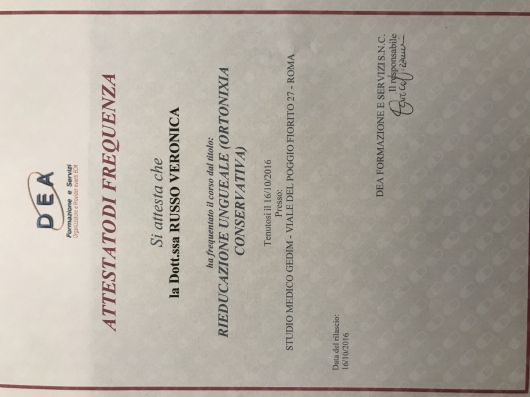 DEA
Formazione e Servizi
ATTESTATO DI FREQUENZA
Si attesta che
la Dott.ssa RUSSO VERONICA
ha frequentato il corso dal titolo:
RIEDUCAZIONE UNGUEALE (ORTONIXIA
CONSERVATIVA)
Tenutosi il 16/10/2016
Presso:
STUDIO MEDICO GEDIM - VIALE DEL POGGIO FIORITO 27 - ROMA
Data del rilascio:
16/10/2016
DEA FORMAZIONE E SERVIZI S.N.C.
Il responsabile